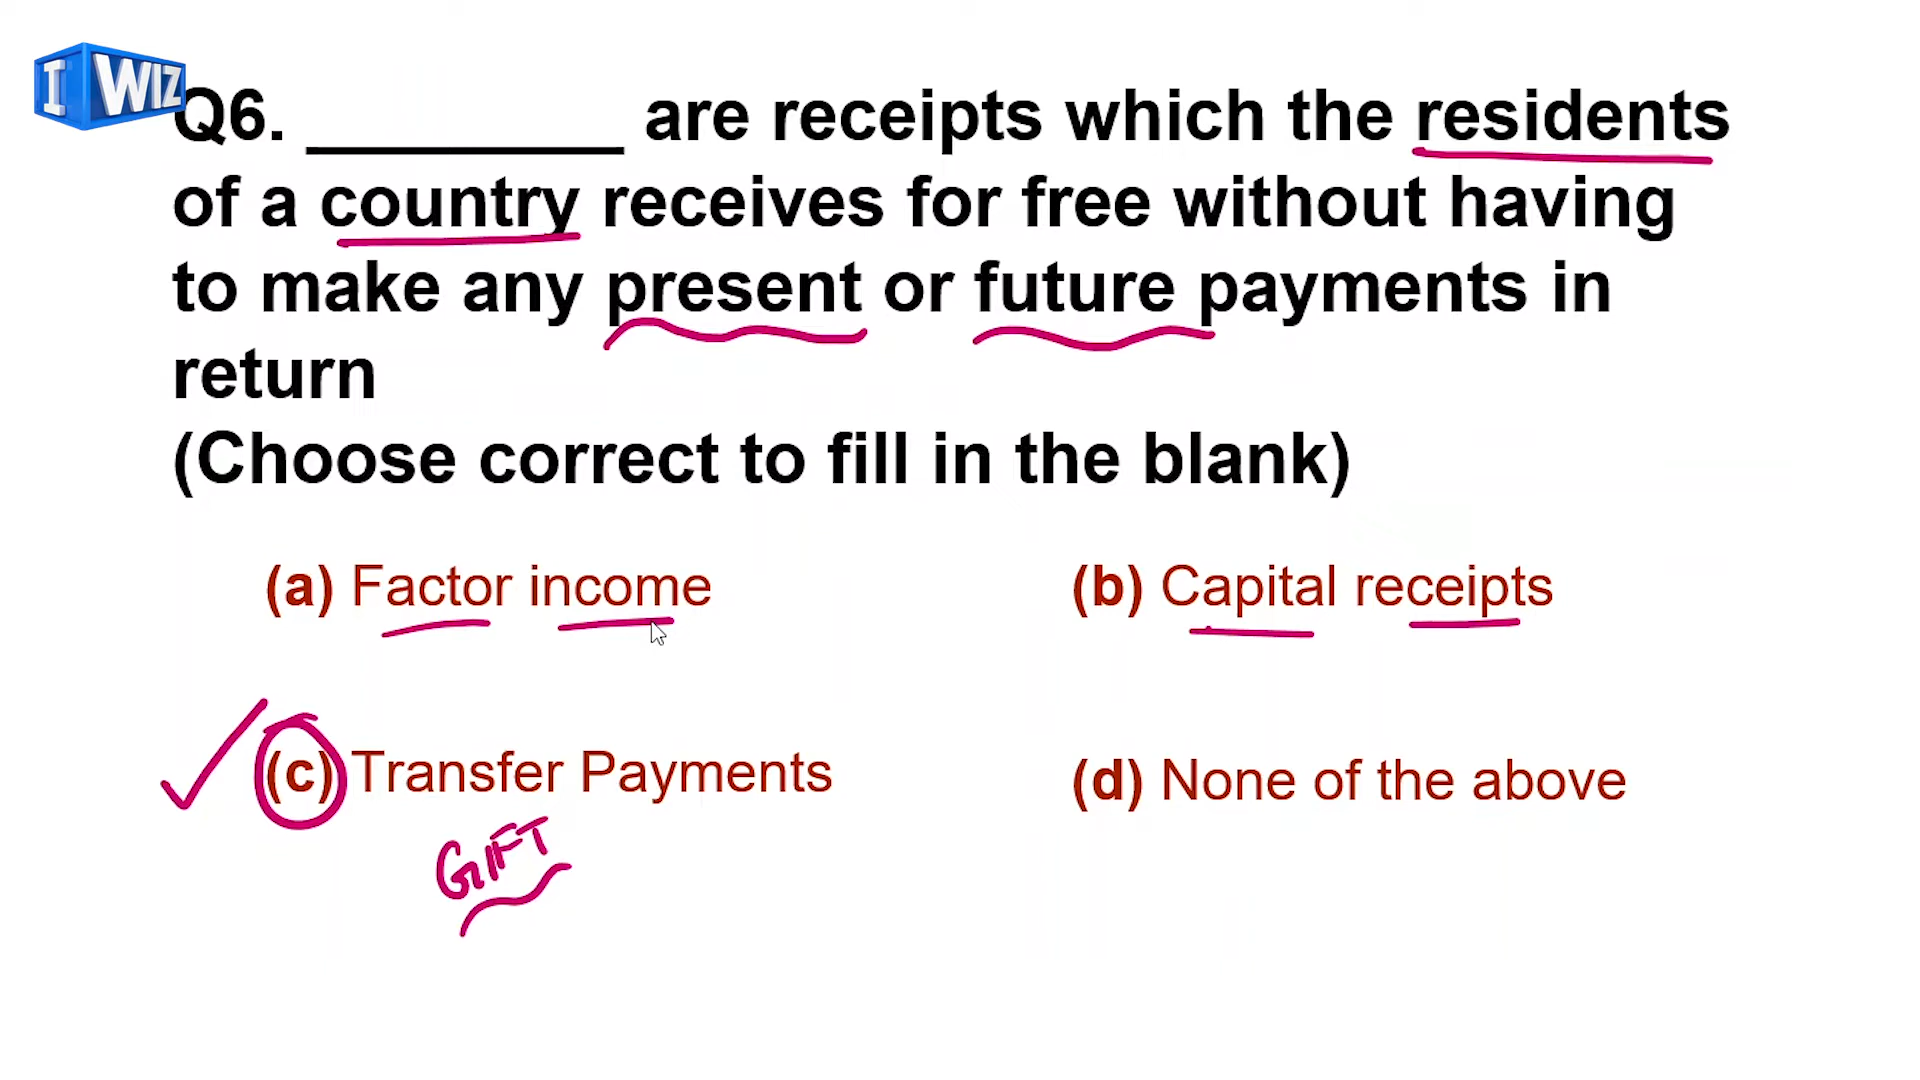 I WIZ
Q6. _________ are receipts which the residents
of a country receives for free without having
to make any present or future payments in
return
(Choose correct to fill in the blank)
(a) Factor income
(b) Capital receipts
(c) Transfer Payments
(d) None of the above
GIFT